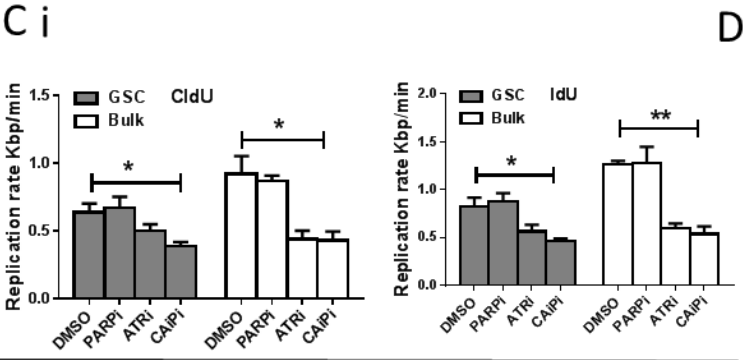 C i
D
Replication rate Kbp/min
1.5
1.0
0.5
0.0
GSC CldU
Bulk
*
*
DMSO PARPi ATRi CAiPi DMSO PARPi ATRi CAiPi
Replication rate Kbp/min
2.0
1.5
1.0
0.5
0.0
GSC IdU
Bulk
*
**
DMSO PARPi ATRi CAiPi DMSO PARPi ATRi CAiPi